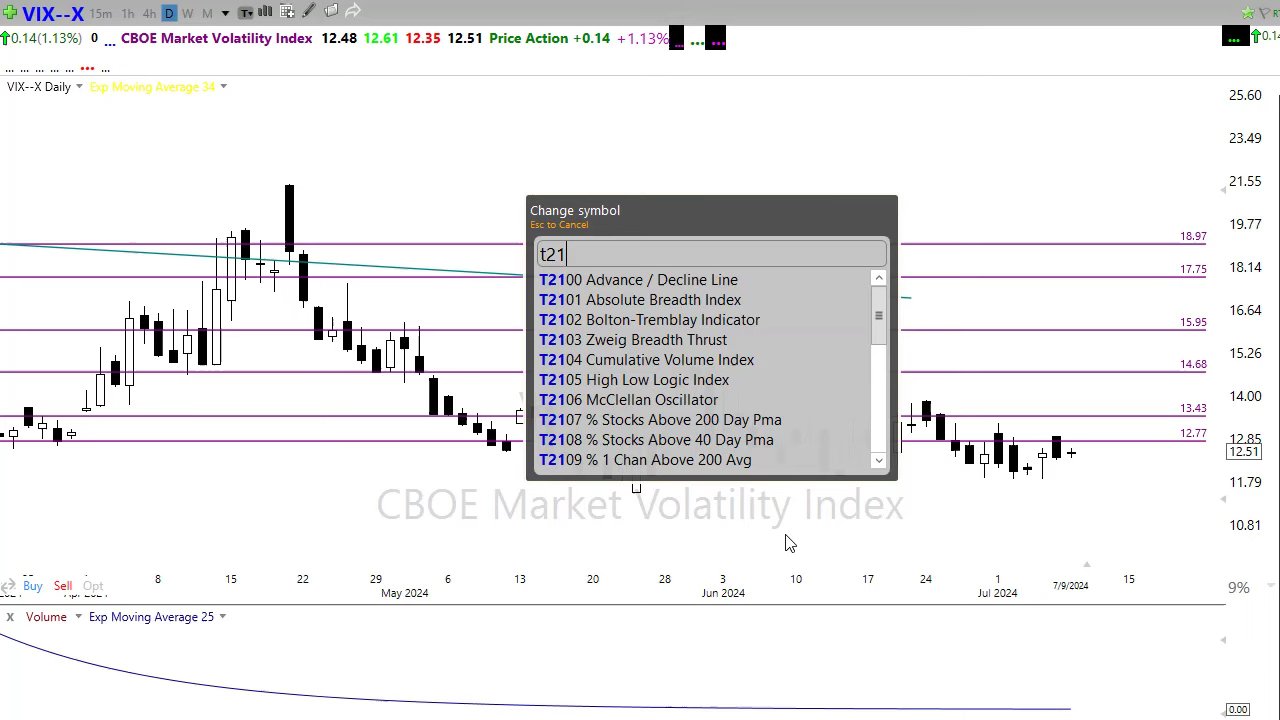 VIX--X 15m 1h 4h D W M T
0.14(1.13%) 0 ... CBOE Market Volatility Index 12.48 12.61 12.35 12.51 Price Action +0.14 +1.13% ... ... ... ... 0.14
... ... ... ... ... ... ...
VIX--X Daily Exp Moving Average 34
25.60
23.49
21.55
19.77
18.97
18.14
17.75
16.64
15.95
15.26
14.68
14.00
13.43
12.85
12.77
12.51
11.79
10.81
Change symbol
Esc to Cancel
t21
T2100 Advance / Decline Line
T2101 Absolute Breadth Index
T2102 Bolton-Tremblay Indicator
T2103 Zweig Breadth Thrust
T2104 Cumulative Volume Index
T2105 High Low Logic Index
T2106 McClellan Oscillator
T2107 % Stocks Above 200 Day Pma
T2108 % Stocks Above 40 Day Pma
T2109 % 1 Chan Above 200 Avg
CBOE Market Volatility Index
8 15 22 29 6 13 20 28 3 10 17 24 1 7/9/2024 15
Buy Sell Opt 9%
May 2024 Jun 2024 Jul 2024
X Volume Exp Moving Average 25
0.00